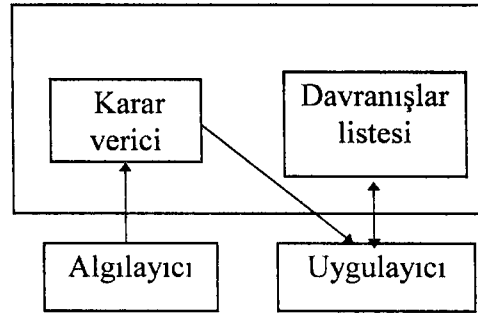 Karar
verici
Davranışlar
listesi
Algılayıcı
Uygulayıcı